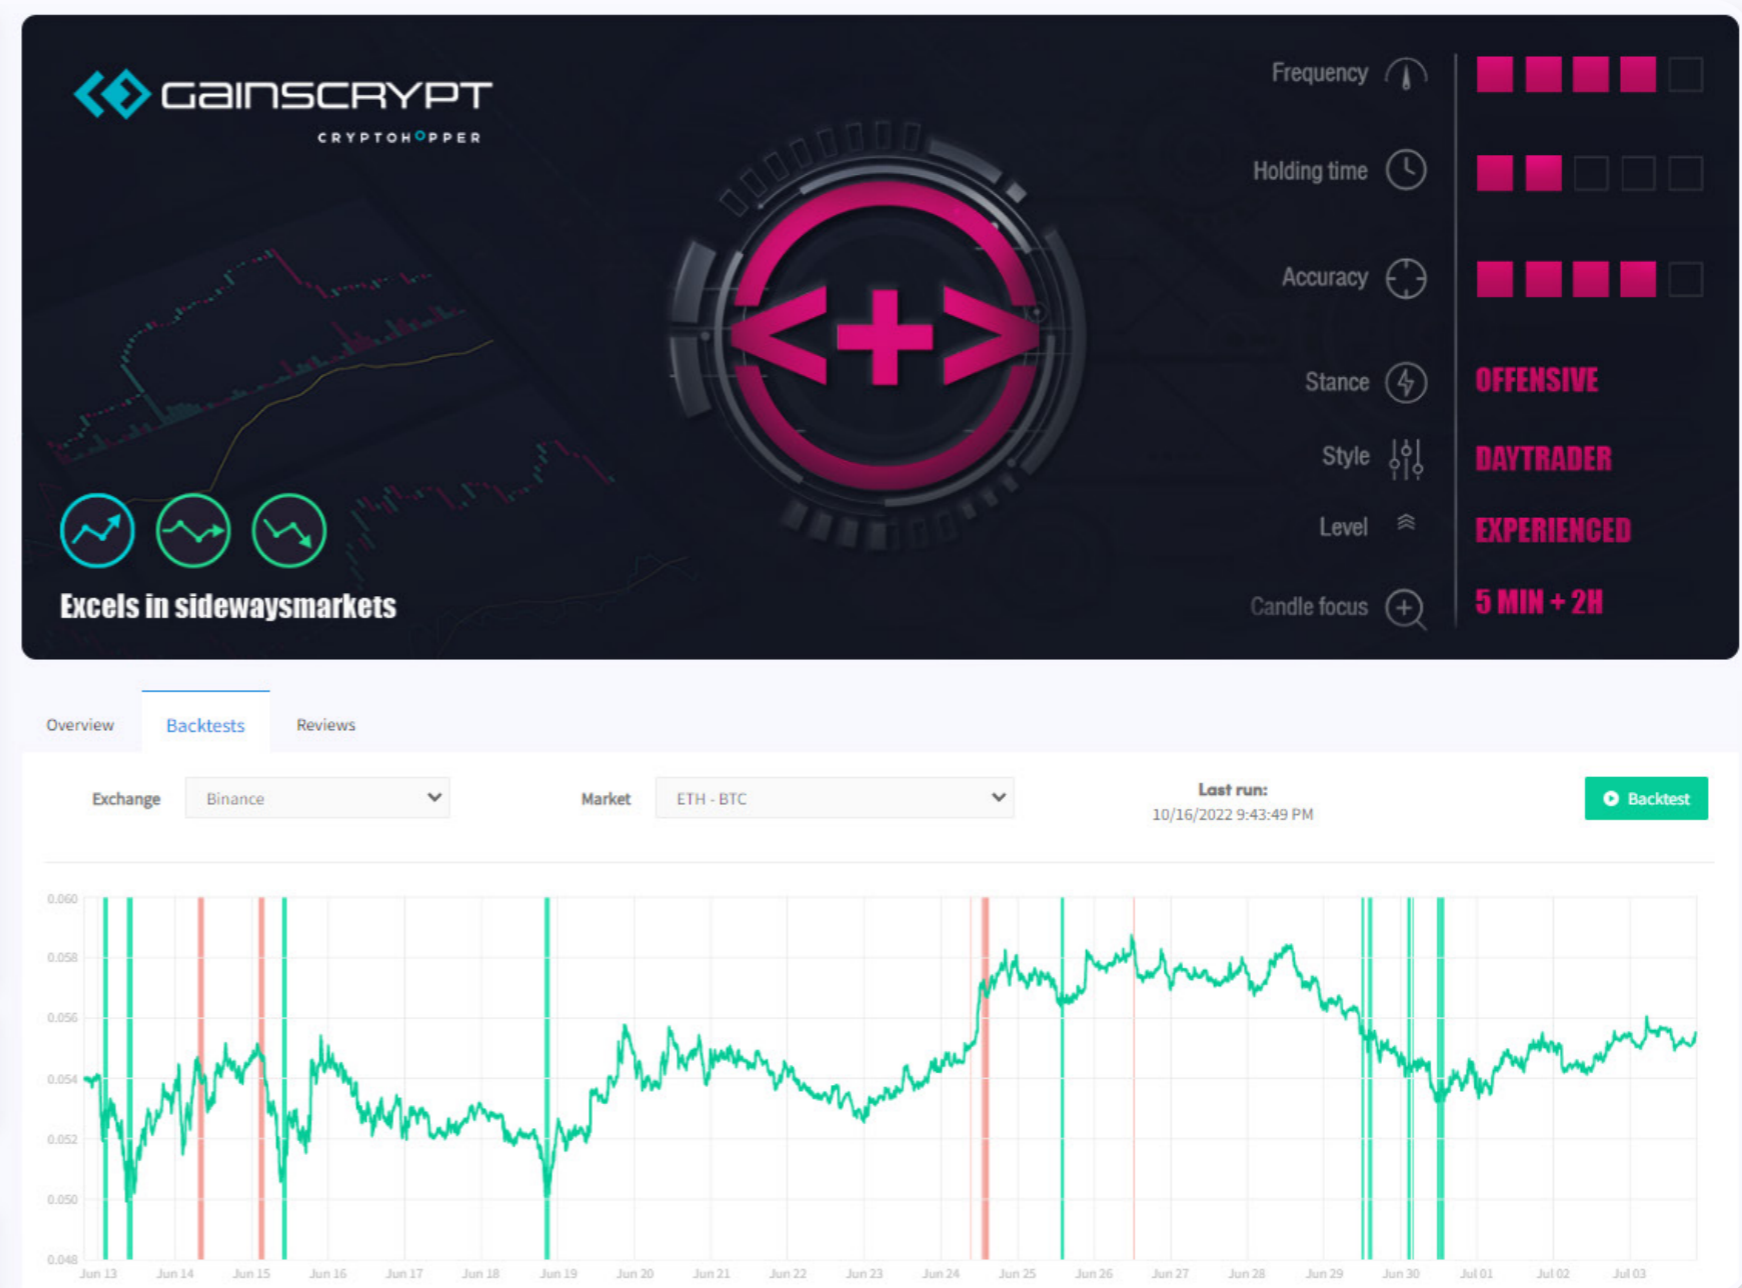 GAINSCRYPT
CRYPTOHOPPER
Frequency
Holding time
Accuracy
Stance OFFENSIVE
Style DAYTRADER
Level EXPERIENCED
Candle focus 5 MIN + 2H
<+>
Excels in sidewaysmarkets
Overview Backtests Reviews
Exchange Binance Market ETH - BTC Last run: Backtest
10/16/2022 9:43:49 PM
0.060
0.058
0.056
0.054
0.052
0.050
0.048
Jun 13 Jun 14 Jun 15 Jun 16 Jun 17 Jun 18 Jun 19 Jun 20 Jun 21 Jun 22 Jun 23 Jun 24 Jun 25 Jun 26 Jun 27 Jun 28 Jun 29 Jun 30 Jul 01 Jul 02 Jul 03